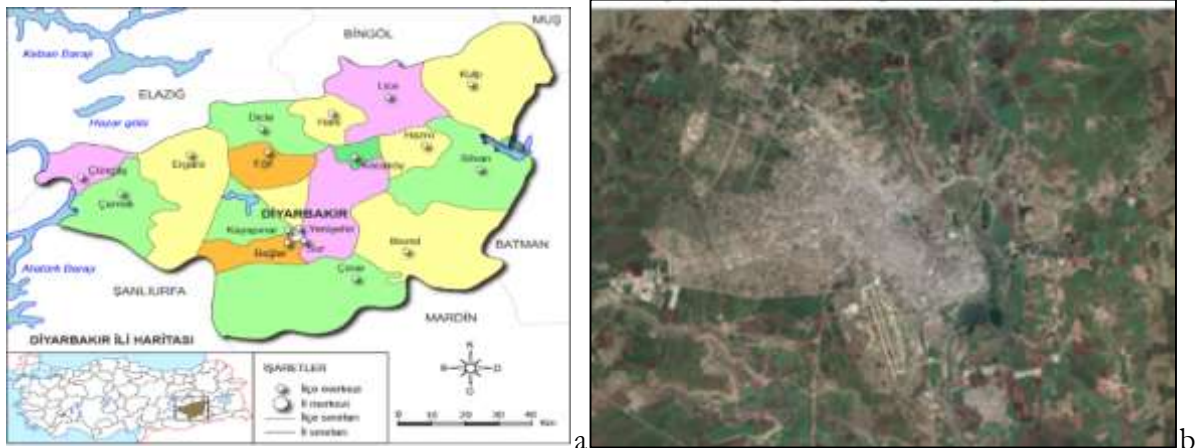 MUŞ
BİNGÖL
Keban Barajı
Kulp
Lice
ELAZIĞ
Hazar gölü
Dicle
Hani
Hazro
Ergani
Eğil
Kocaköy
Silvan
Çüngüş
Çermik
DİYARBAKIR
Kayapınar
Yenişehir
Bağlar
Sur
Bismil
BATMAN
Atatürk Barajı
Çınar
ŞANLIURFA
MARDİN
DİYARBAKIR İLİ HARİTASI
İŞARETLER
İlçe merkezi
İl merkezi
İlçe sınırları
İl sınırları
0 10 20 30 40
Km
a
b